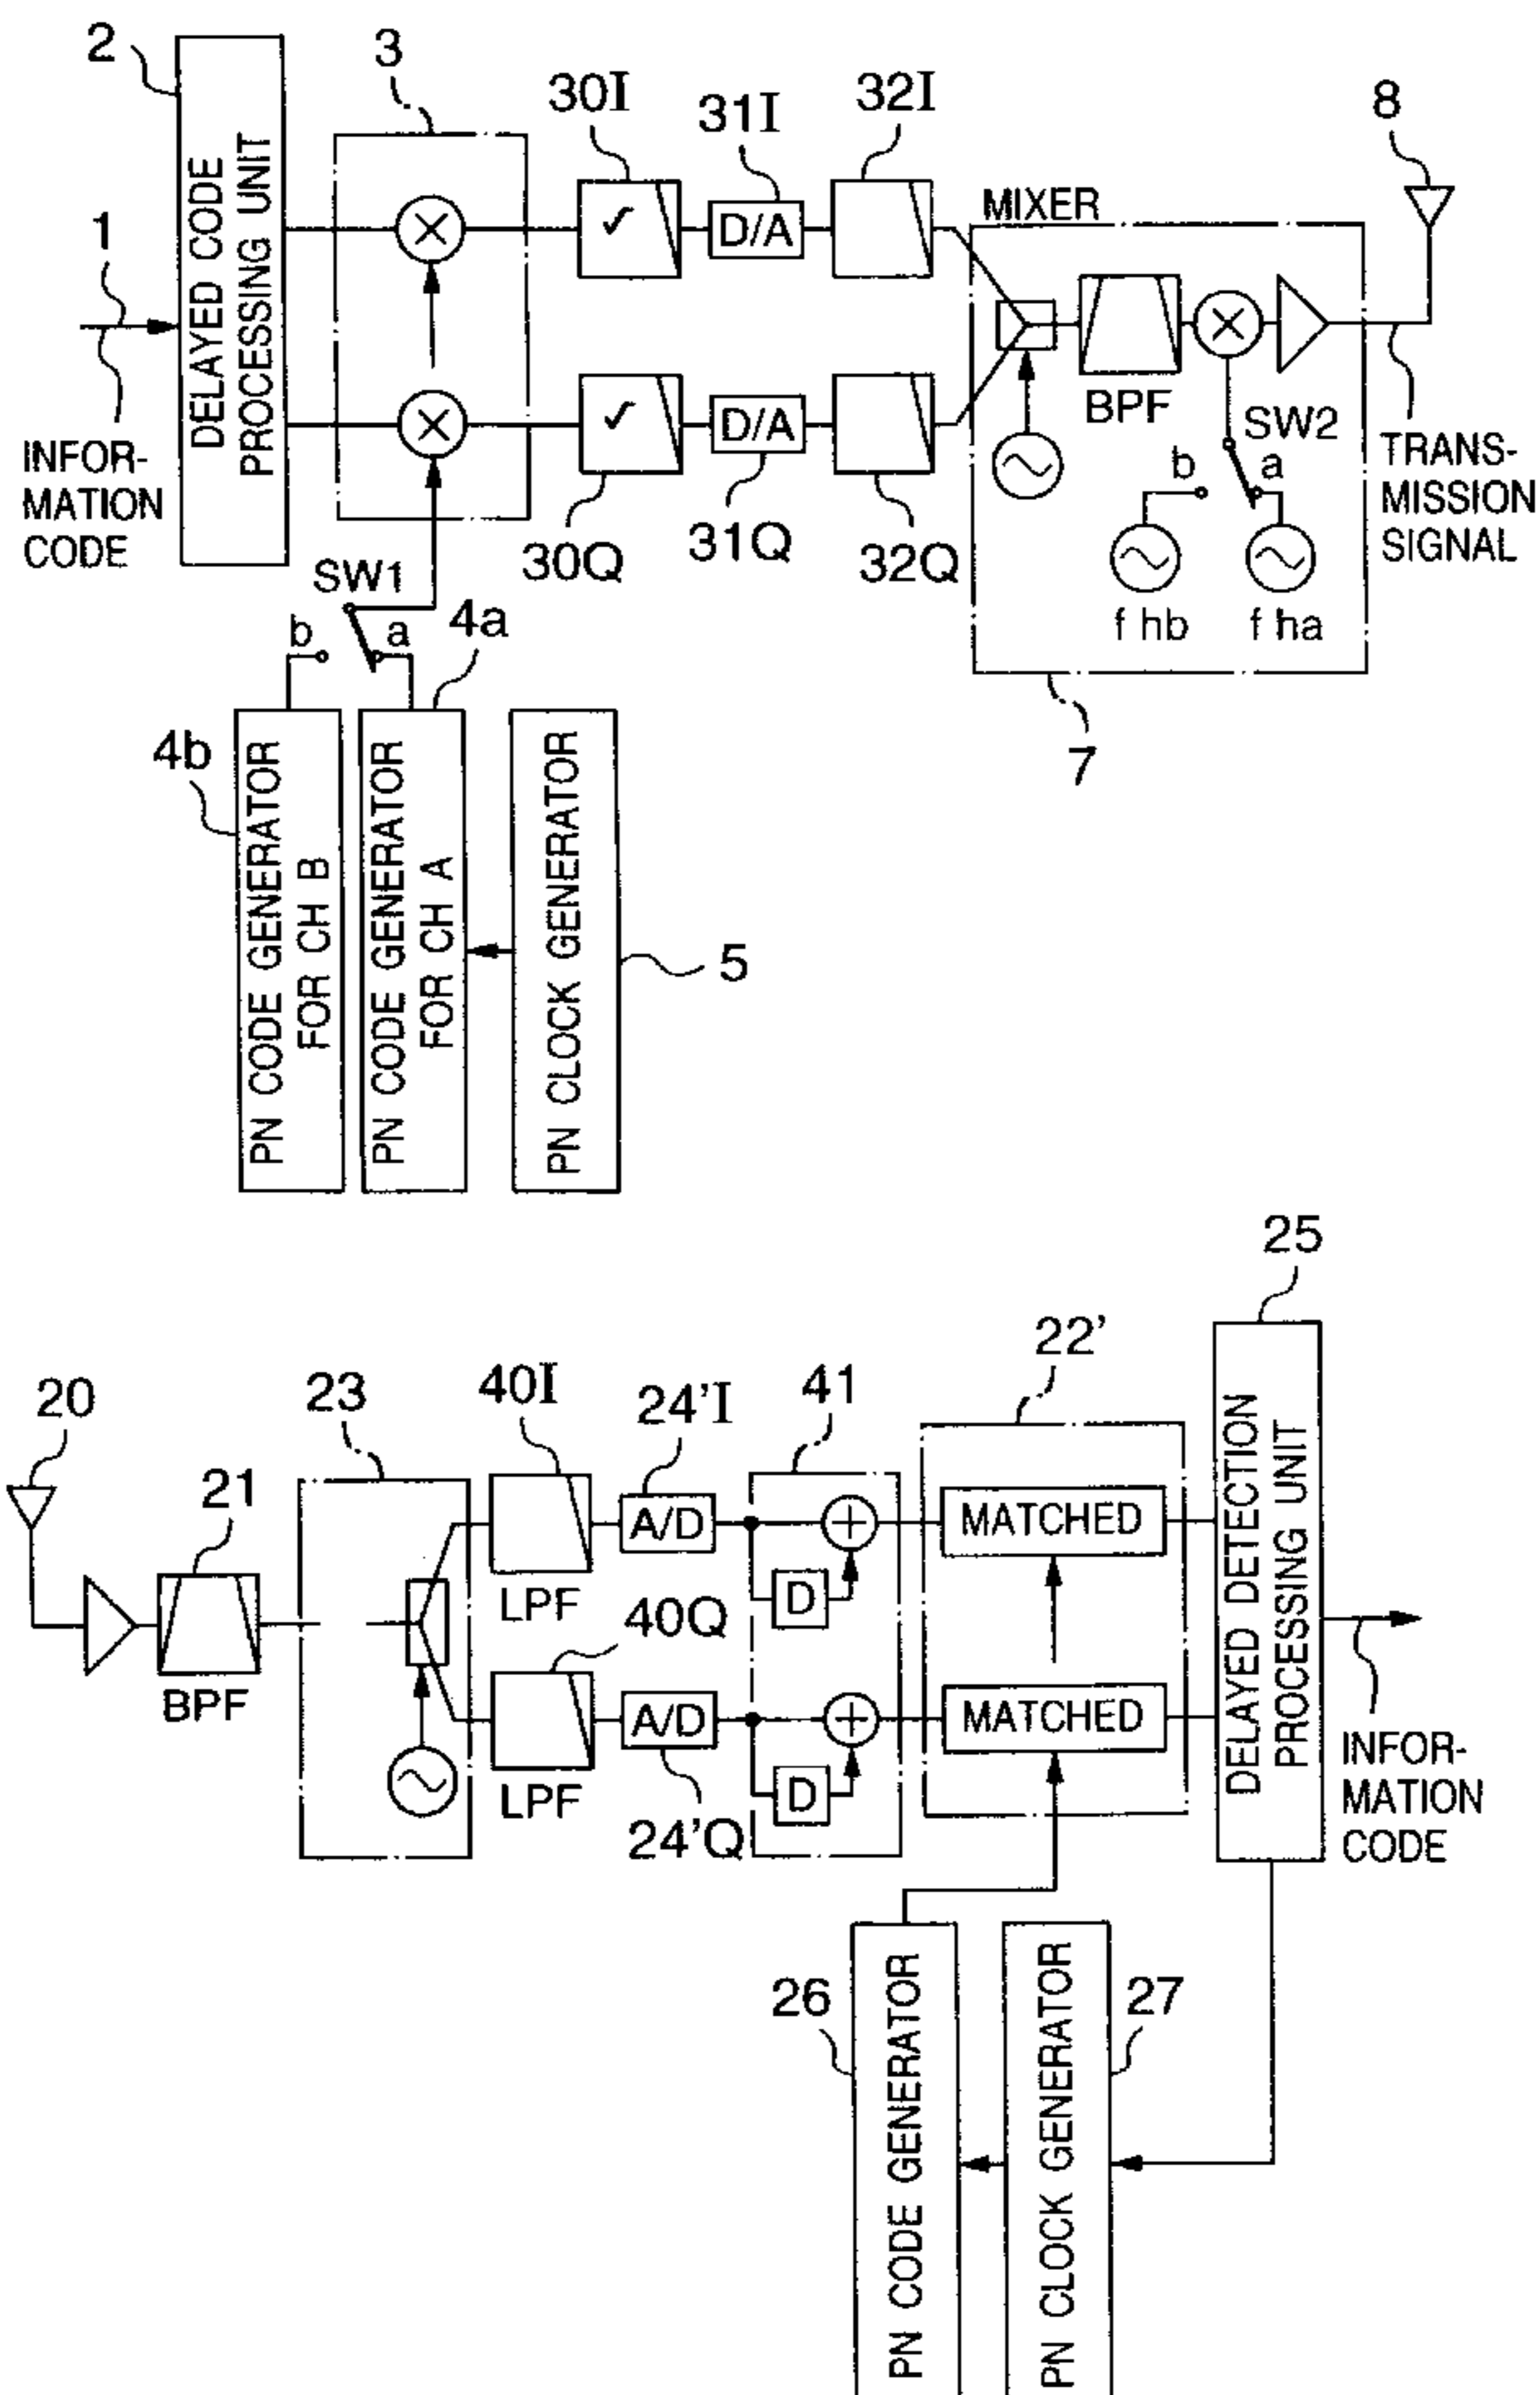 2
3
30I
31I
32I
8
DELAYED CODE
PROCESSING UNIT
1
D/A
MIXER
BPF
SW2
b
a
f hb
f ha
TRANS-
MISSION
SIGNAL
INFOR-
MATION
CODE
D/A
30Q
31Q
32Q
7
SW1
b
a
4a
4b
PN CODE GENERATOR
FOR CH B
PN CODE GENERATOR
FOR CH A
PN CLOCK GENERATOR
5
25
22'
20
23
40I
24'I
41
21
BPF
LPF
A/D
D
MATCHED
DELAYED DETECTION
PROCESSING UNIT
40Q
LPF
A/D
24'Q
D
MATCHED
INFOR-
MATION
CODE
26
PN CODE GENERATOR
PN CLOCK GENERATOR
27